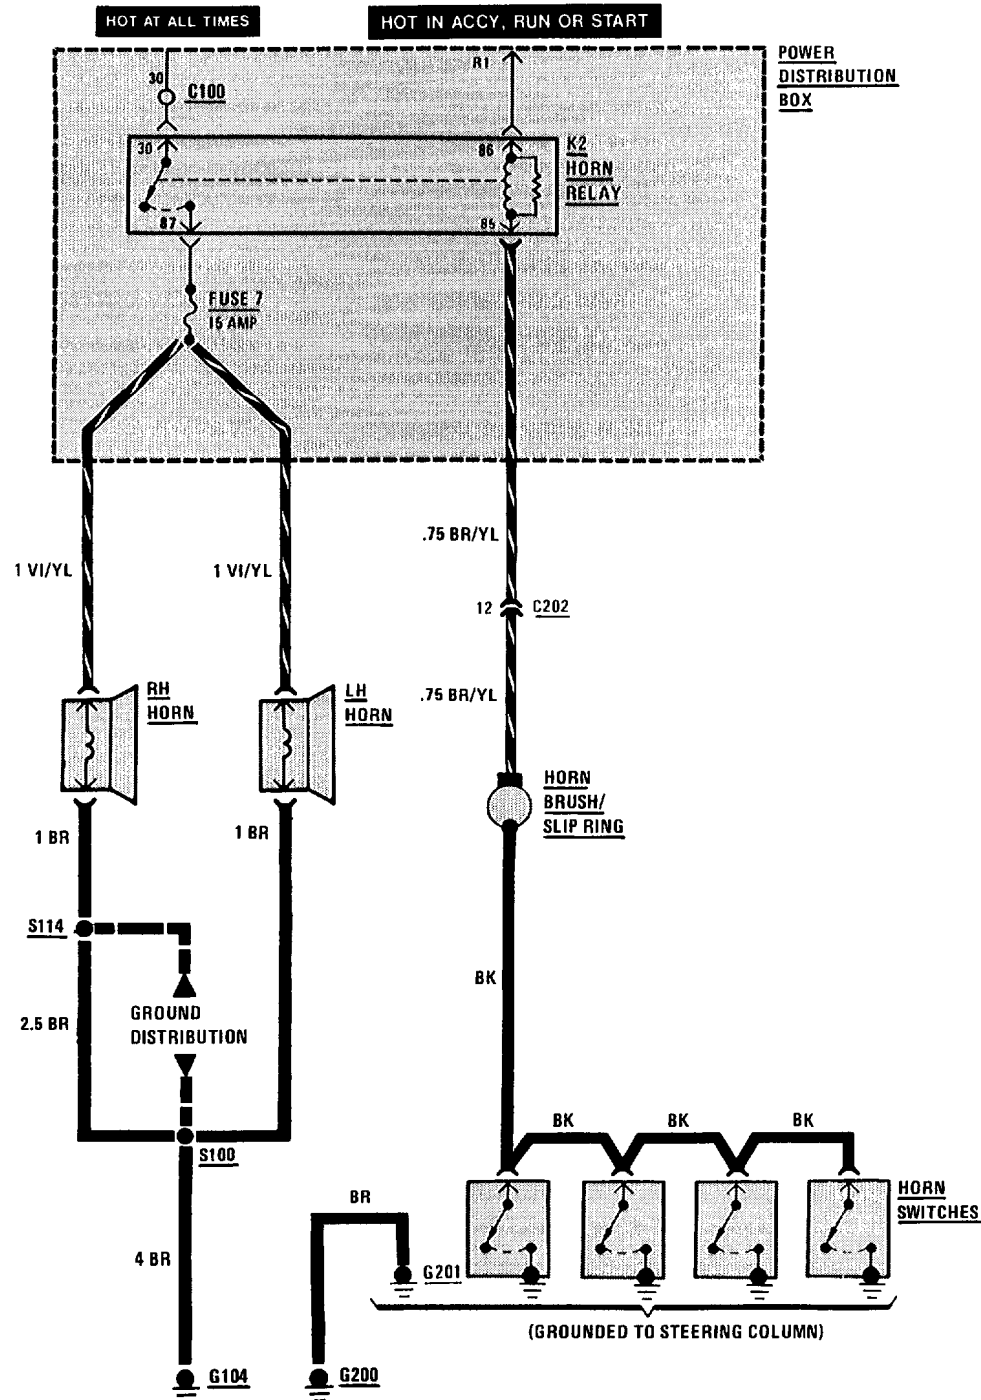 HOT AT ALL TIMES
HOT IN ACCY, RUN OR START
POWER
DISTRIBUTION
BOX
R1
30
C100
30
86
K2
HORN
RELAY
87
85
FUSE 7
15 AMP
.75 BR/YL
1 VI/YL
1 VI/YL
12
C202
RH
HORN
LH
HORN
.75 BR/YL
HORN
BRUSH/
SLIP RING
1 BR
1 BR
S114
BK
GROUND
DISTRIBUTION
2.5 BR
BK
BK
BK
S100
HORN
SWITCHES
BR
4 BR
G201
(GROUNDED TO STEERING COLUMN)
G104
G200